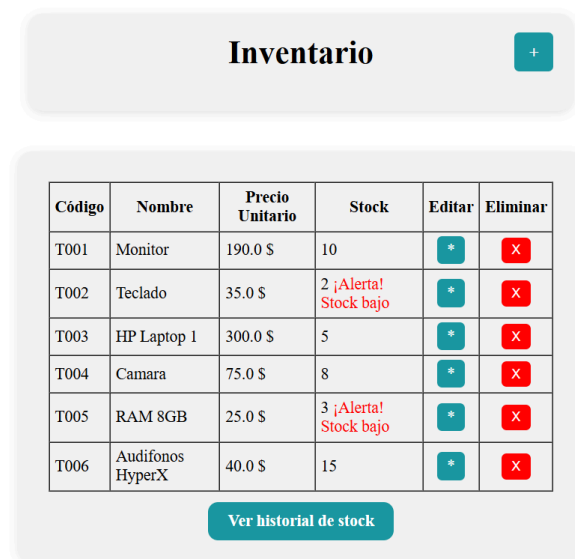 Inventario +
Código Nombre Precio Unitario Stock Editar Eliminar
T001 Monitor 190.0 $ 10 * X
T002 Teclado 35.0 $ 2 ¡Alerta! Stock bajo * X
T003 HP Laptop 1 300.0 $ 5 * X
T004 Camara 75.0 $ 8 * X
T005 RAM 8GB 25.0 $ 3 ¡Alerta! Stock bajo * X
T006 Audifonos HyperX 40.0 $ 15 * X
Ver historial de stock